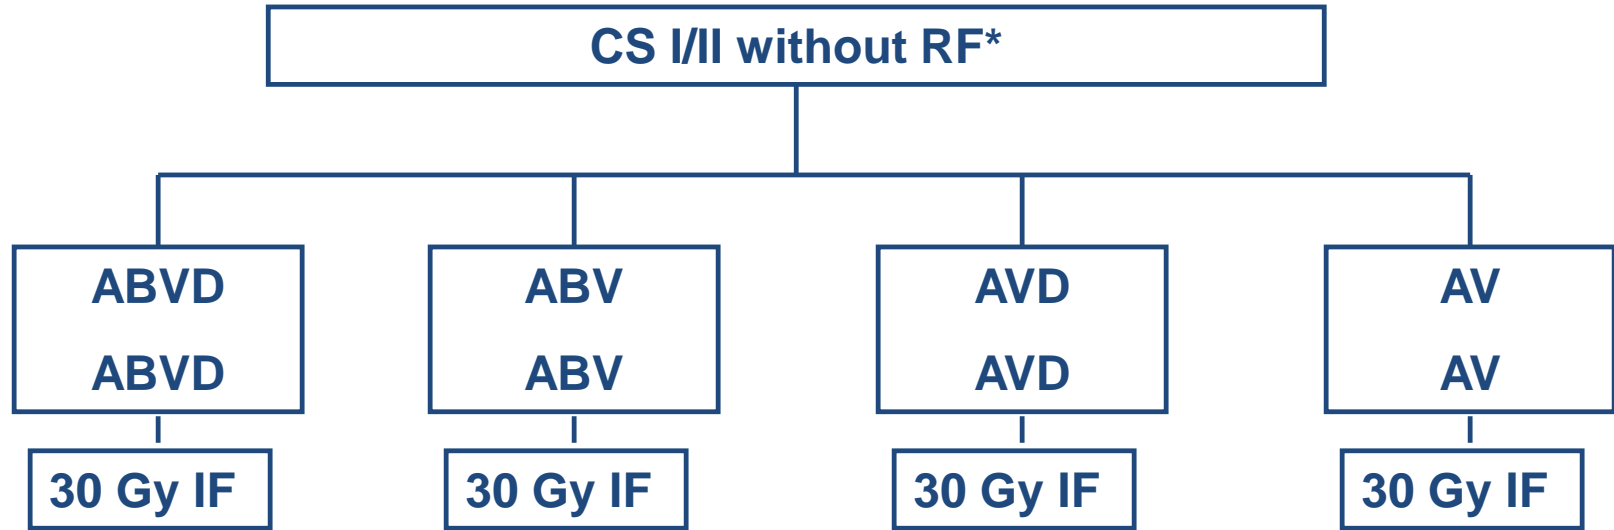 CS I/II without RF*
ABVD
ABVD
30 Gy IF
ABV
ABV
30 Gy IF
AVD
AVD
30 Gy IF
AV
AV
30 Gy IF